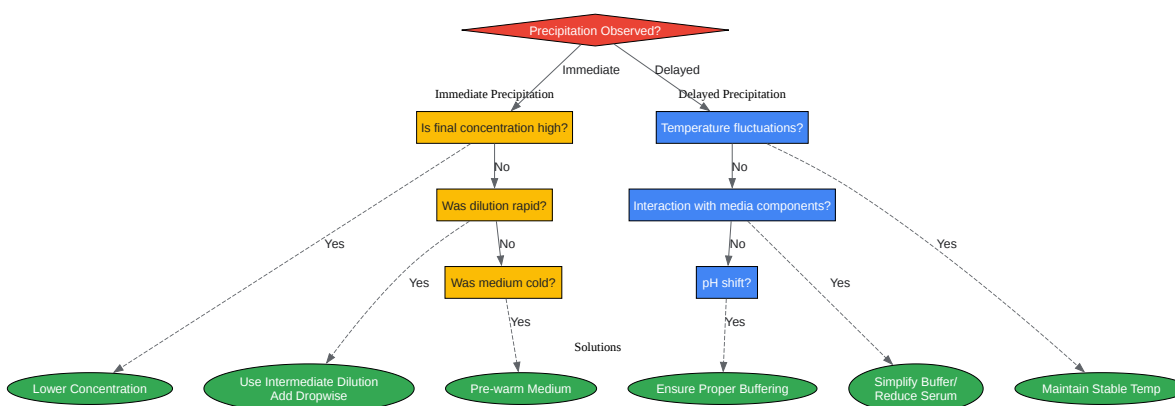 Precipitation Observed?
Immediate
Delayed
Immediate Precipitation
Delayed Precipitation
Is final concentration high?
Temperature fluctuations?
No
No
Was dilution rapid?
Interaction with media components?
Yes
No
No
Yes
Yes
Was medium cold?
pH shift?
Yes
Yes
Yes
Solutions
Lower Concentration
Use Intermediate Dilution
Add Dropwise
Pre-warm Medium
Ensure Proper Buffering
Simplify Buffer/
Reduce Serum
Maintain Stable Temp